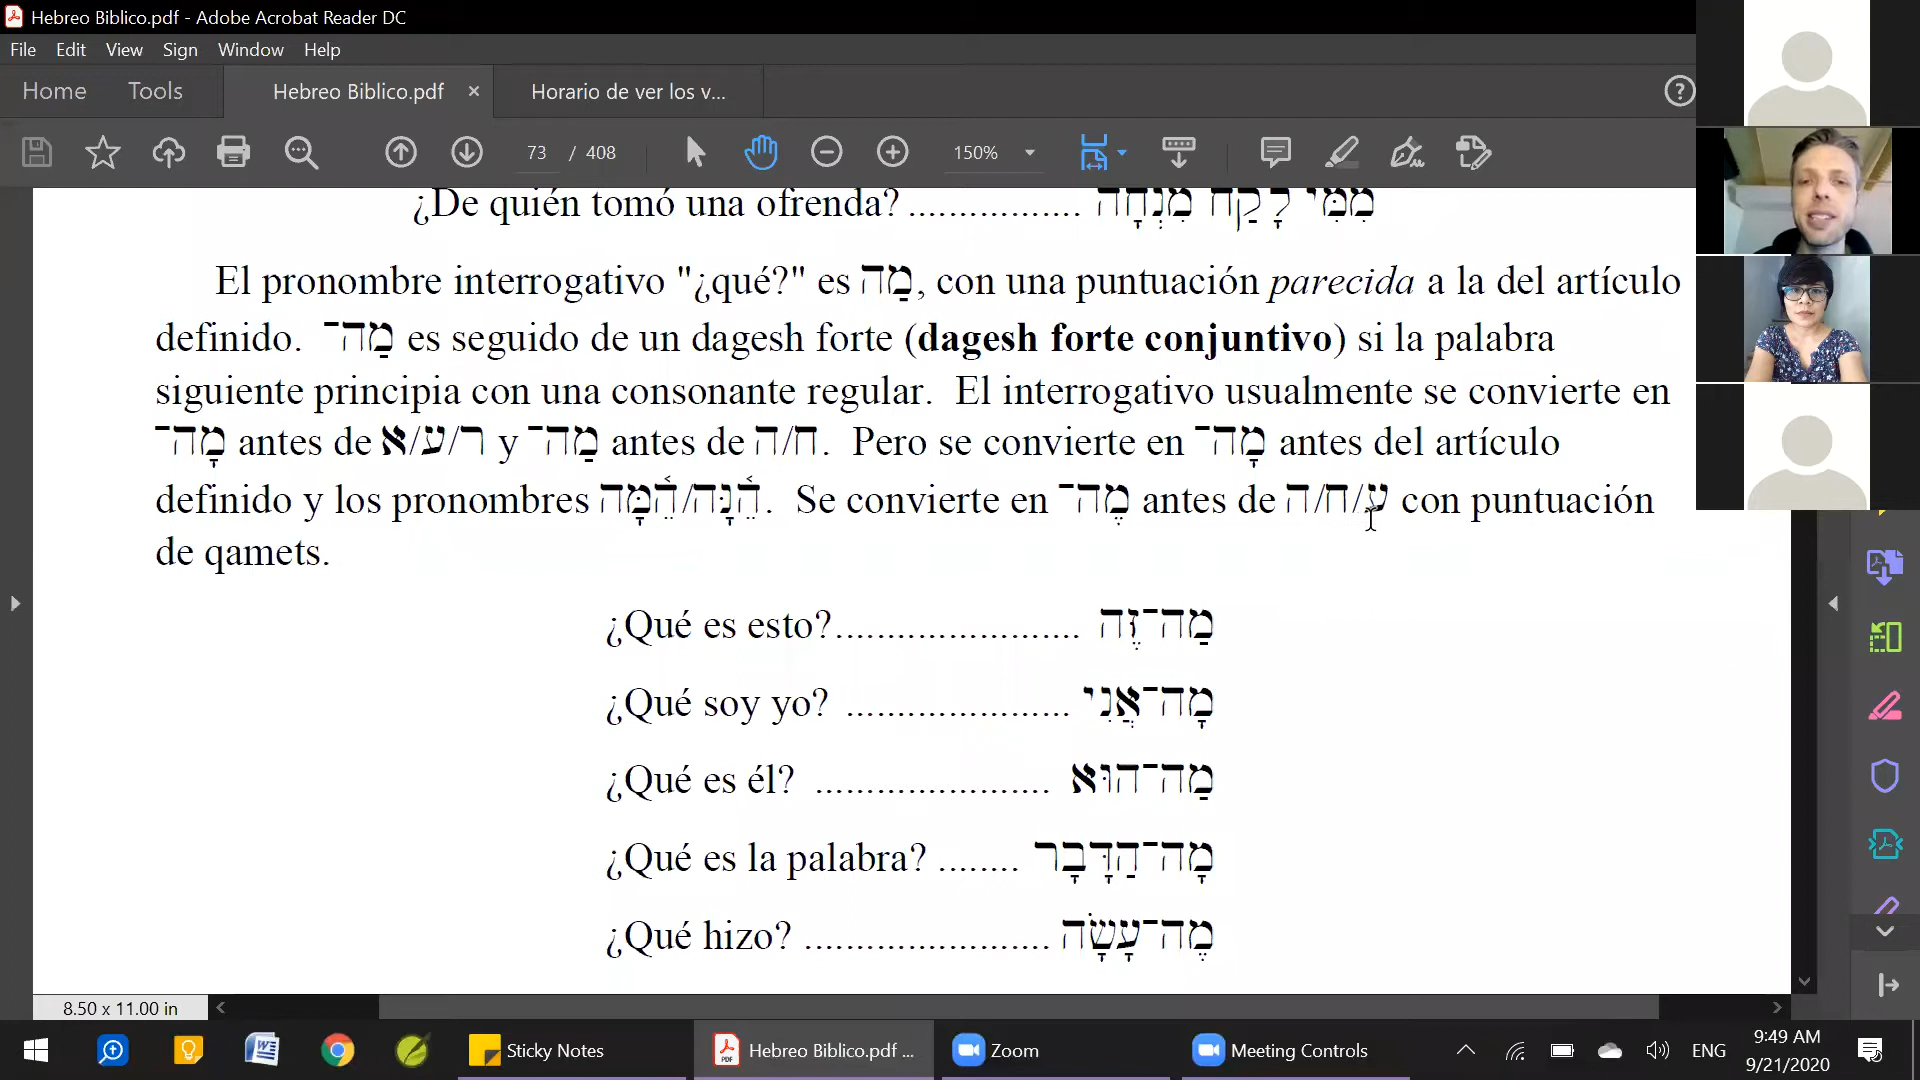 Hebreo Biblico.pdf - Adobe Acrobat Reader DC
File Edit View Sign Window Help
Home Tools Hebreo Biblico.pdf × Horario de ver los v...
73 / 408 150%
¿De quién tomó una ofrenda? ................. מִמִּי לָקַח מִנְחָה
El pronombre interrogativo "¿qué?" es מַה, con una puntuación parecida a la del artículo
definido. מַה־ es seguido de un dagesh forte (dagesh forte conjuntivo) si la palabra
siguiente principia con una consonante regular. El interrogativo usualmente se convierte en
מָה־ antes de א/ע/ר y מַה־ antes de ה/ח. Pero se convierte en מָה־ antes del artículo
definido y los pronombres הֵ֫מָּה/הֵ֫נָּה. Se convierte en מֶה־ antes de ה/ח/ע con puntuación
de qamets.
¿Qué es esto?........................ מַה־זֶּה
¿Qué soy yo? ...................... מָה־אֲנִי
¿Qué es él? ....................... מַה־הוּא
¿Qué es la palabra? ........ מָה־הַדָּבָר
¿Qué hizo? ........................ מֶה־עָשָׂה
8.50 x 11.00 in
Sticky Notes Hebreo Biblico.pdf ... Zoom Meeting Controls ENG 9:49 AM
9/21/2020